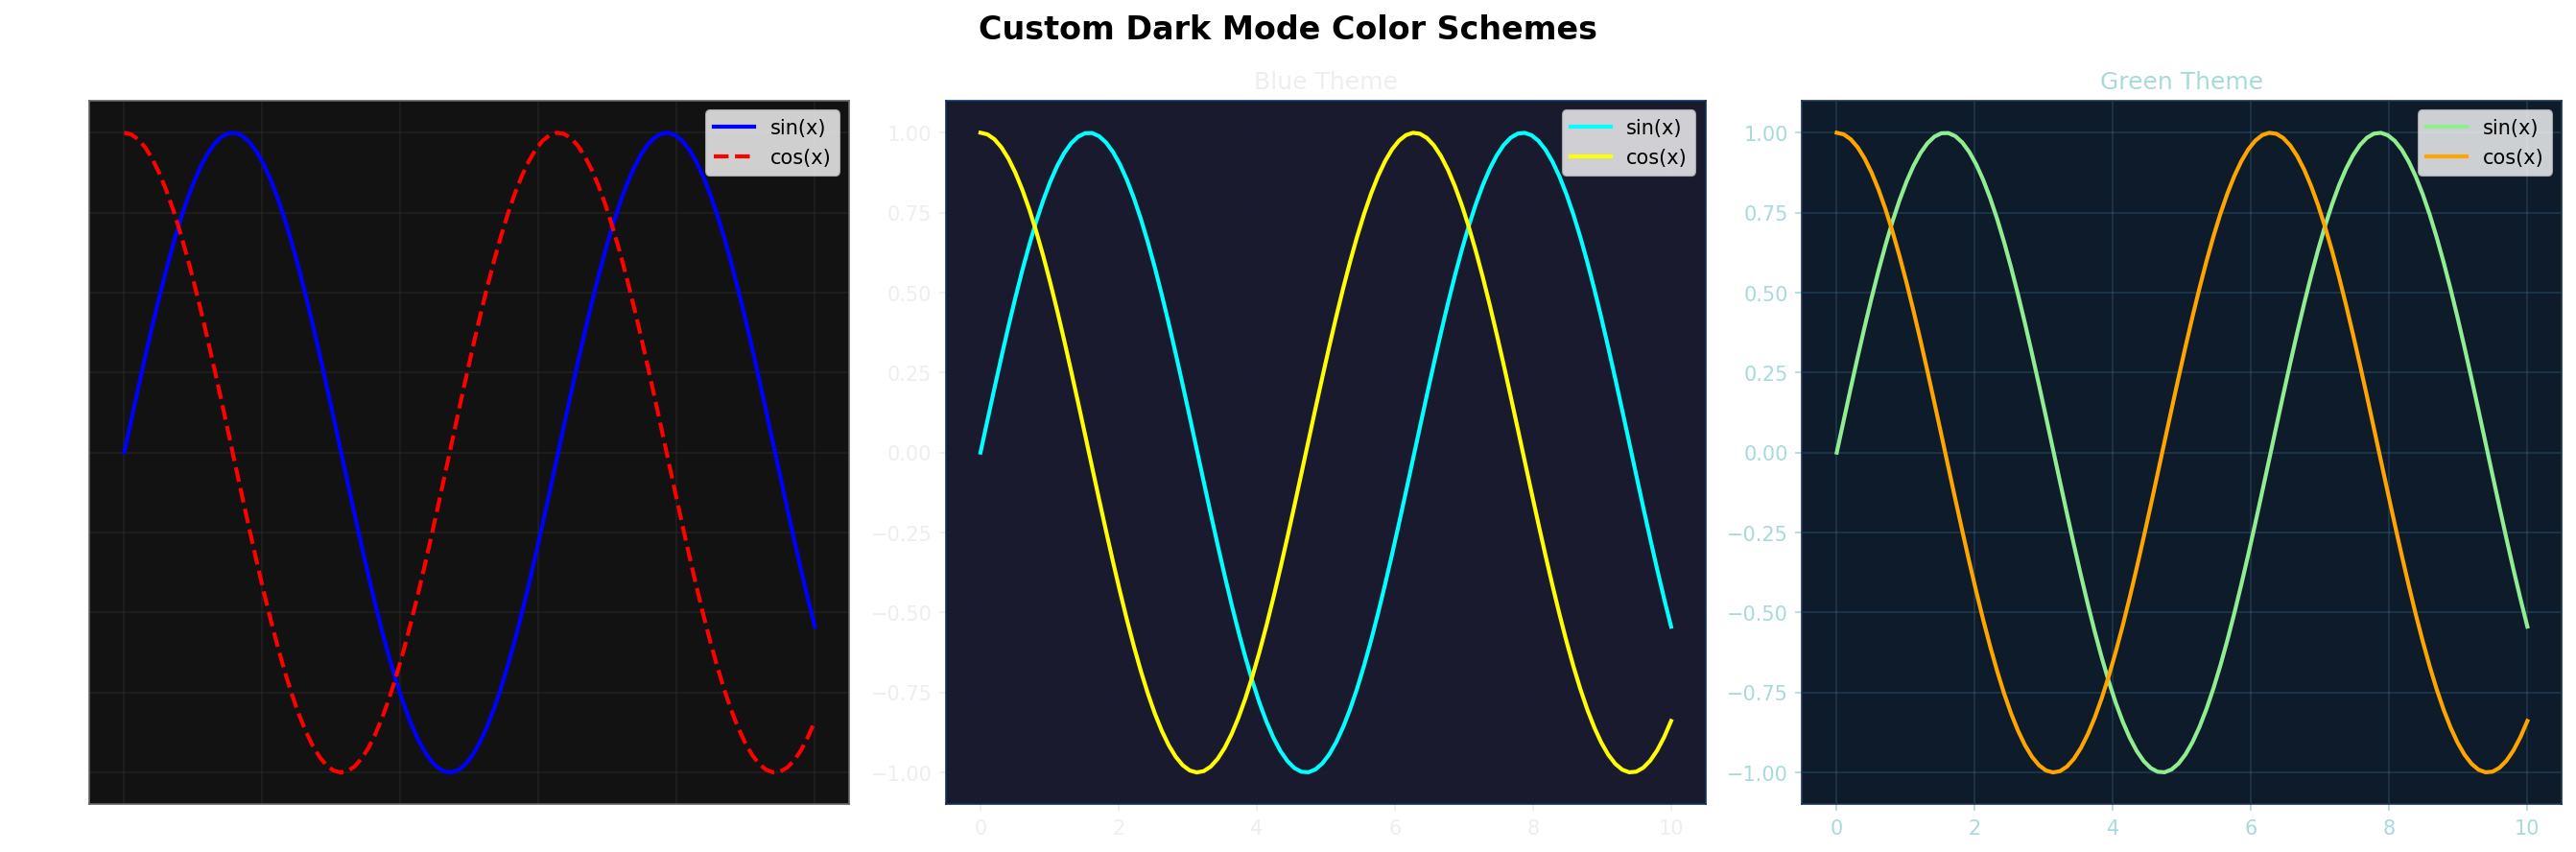 Custom Dark Mode Color Schemes
sin(x)
cos(x)
Blue Theme
1.00
0.75
0.50
0.25
0.00
−0.25
−0.50
−0.75
−1.00
0 2 4 6 8 10
sin(x)
cos(x)
Green Theme
1.00
0.75
0.50
0.25
0.00
−0.25
−0.50
−0.75
−1.00
0 2 4 6 8 10
sin(x)
cos(x)